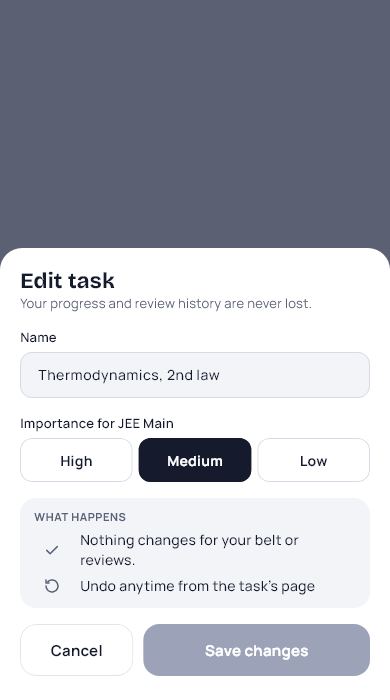 Edit task
Your progress and review history are never lost.
Name
Thermodynamics, 2nd law
Importance for JEE Main
High
Medium
Low
WHAT HAPPENS
Nothing changes for your belt or
reviews.
Undo anytime from the task's page
Cancel
Save changes